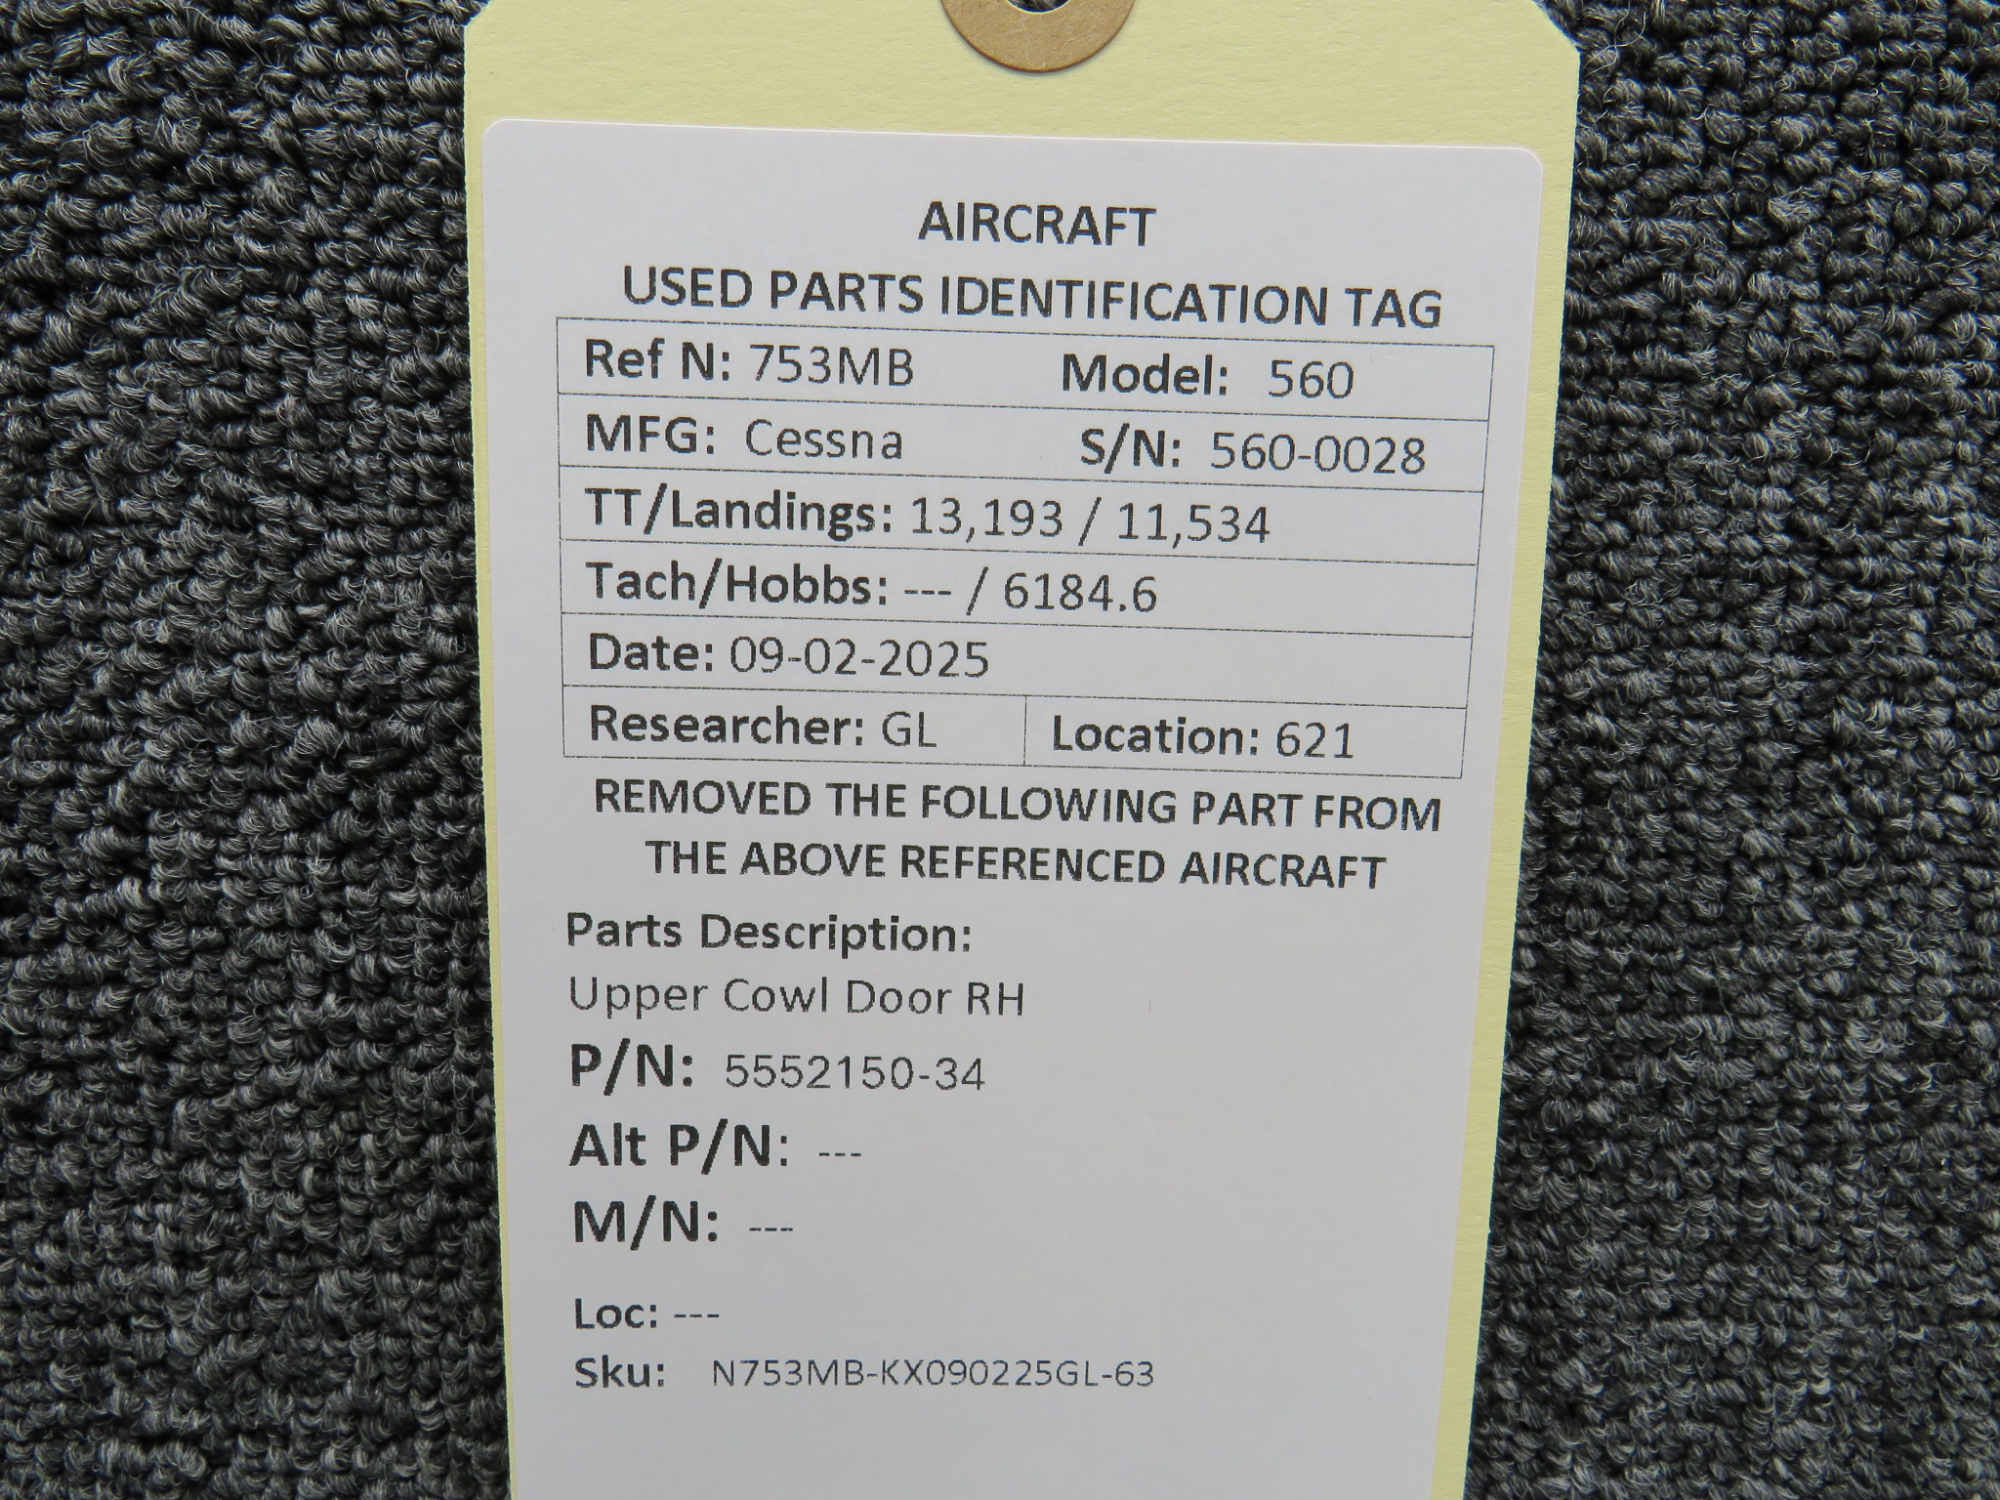 AIRCRAFT
USED PARTS IDENTIFICATION TAG
Ref N: 753MB Model: 560
MFG: Cessna S/N: 560-0028
TT/Landings: 13,193 / 11,534
Tach/Hobbs: --- / 6184.6
Date: 09-02-2025
Researcher: GL Location: 621
REMOVED THE FOLLOWING PART FROM
THE ABOVE REFERENCED AIRCRAFT
Parts Description:
Upper Cowl Door RH
P/N: 5552150-34
Alt P/N: ---
M/N: ---
Loc: ---
Sku: N753MB-KX090225GL-63